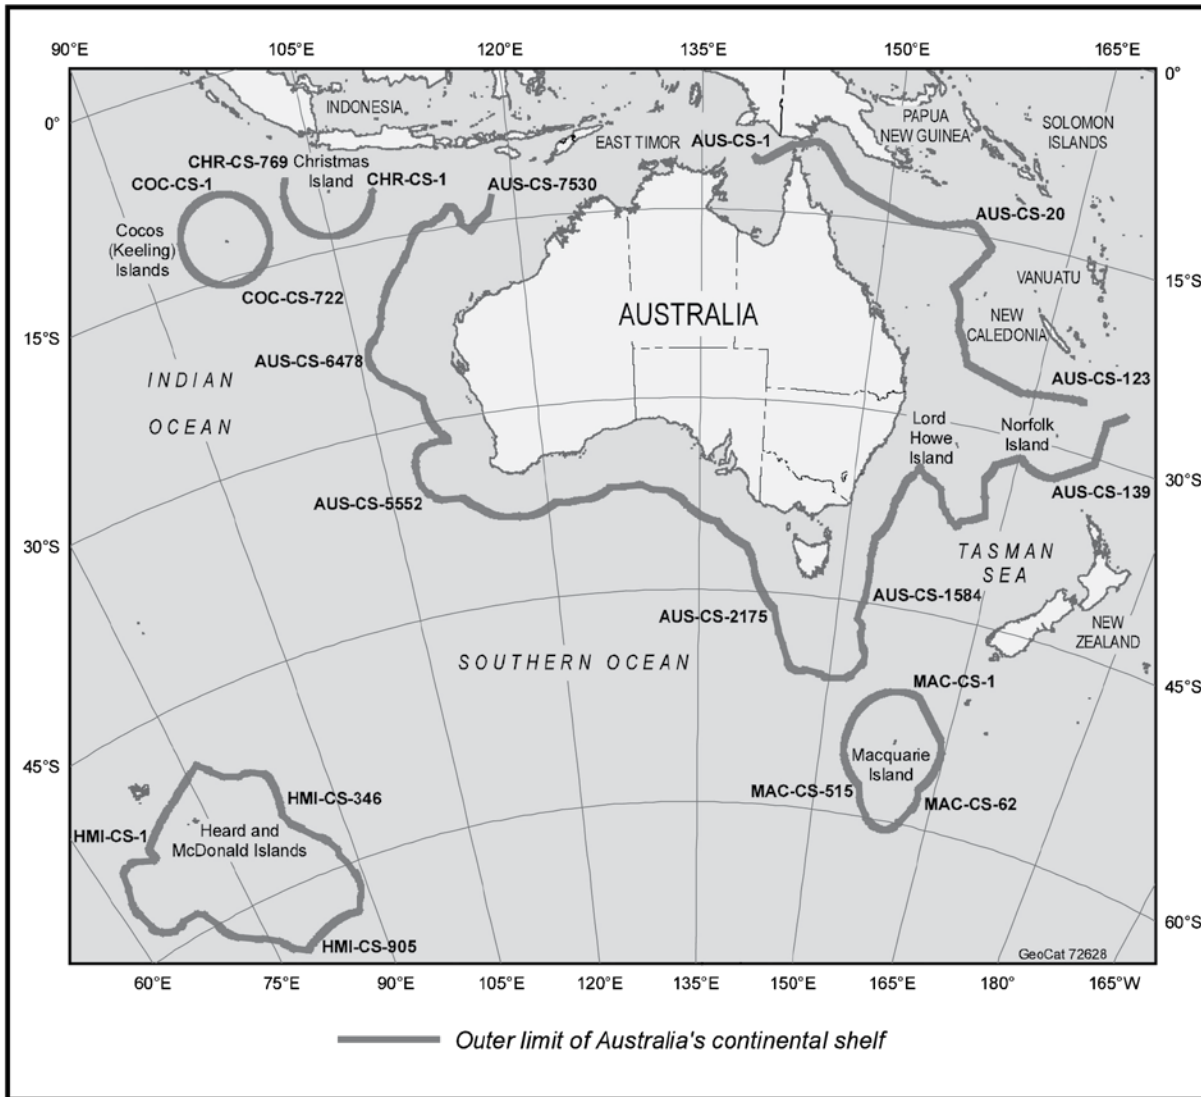 90°E
105°E
120°E
135°E
150°E
165°E
0°
0°
INDONESIA
PAPUA
NEW GUINEA
SOLOMON
ISLANDS
EAST TIMOR
AUS-CS-1
CHR-CS-769
Christmas
Island
CHR-CS-1
COC-CS-1
AUS-CS-7530
AUS-CS-20
Cocos
(Keeling)
Islands
VANUATU
15°S
COC-CS-722
AUSTRALIA
NEW
CALEDONIA
15°S
AUS-CS-6478
AUS-CS-123
INDIAN
OCEAN
Lord
Howe
Island
Norfolk
Island
30°S
AUS-CS-139
AUS-CS-5552
30°S
TASMAN
SEA
AUS-CS-1584
AUS-CS-2175
NEW
ZEALAND
SOUTHERN OCEAN
MAC-CS-1
45°S
45°S
Macquarie
Island
MAC-CS-515
MAC-CS-62
HMI-CS-346
HMI-CS-1
Heard and
McDonald Islands
60°S
HMI-CS-905
GeoCat 72628
60°E
75°E
90°E
105°E
120°E
135°E
150°E
165°E
180°
165°W
Outer limit of Australia's continental shelf